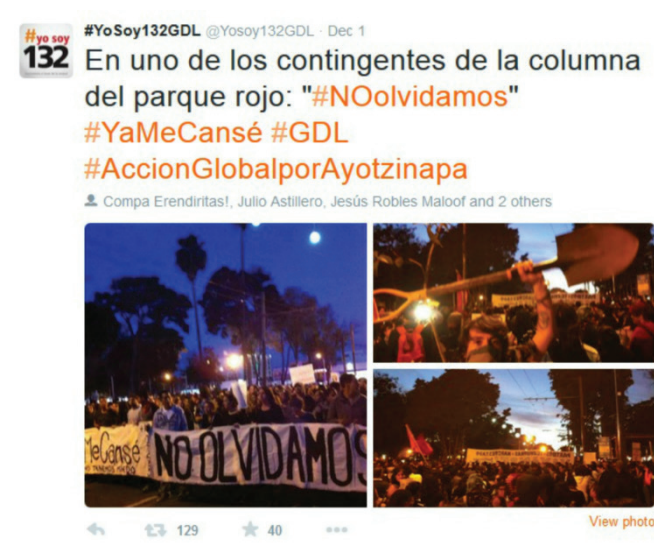 #yo soy
132
#YoSoy132GDL @Yosoy132GDL · Dec 1
En uno de los contingentes de la columna
del parque rojo: "#NOolvidamos"
#YaMeCansé #GDL
#AccionGlobalporAyotzinapa
Compa Erendiritas!, Julio Astillero, Jesús Robles Maloof and 2 others
MeCansé
NO OLVIDAMOS
129
40
View photo